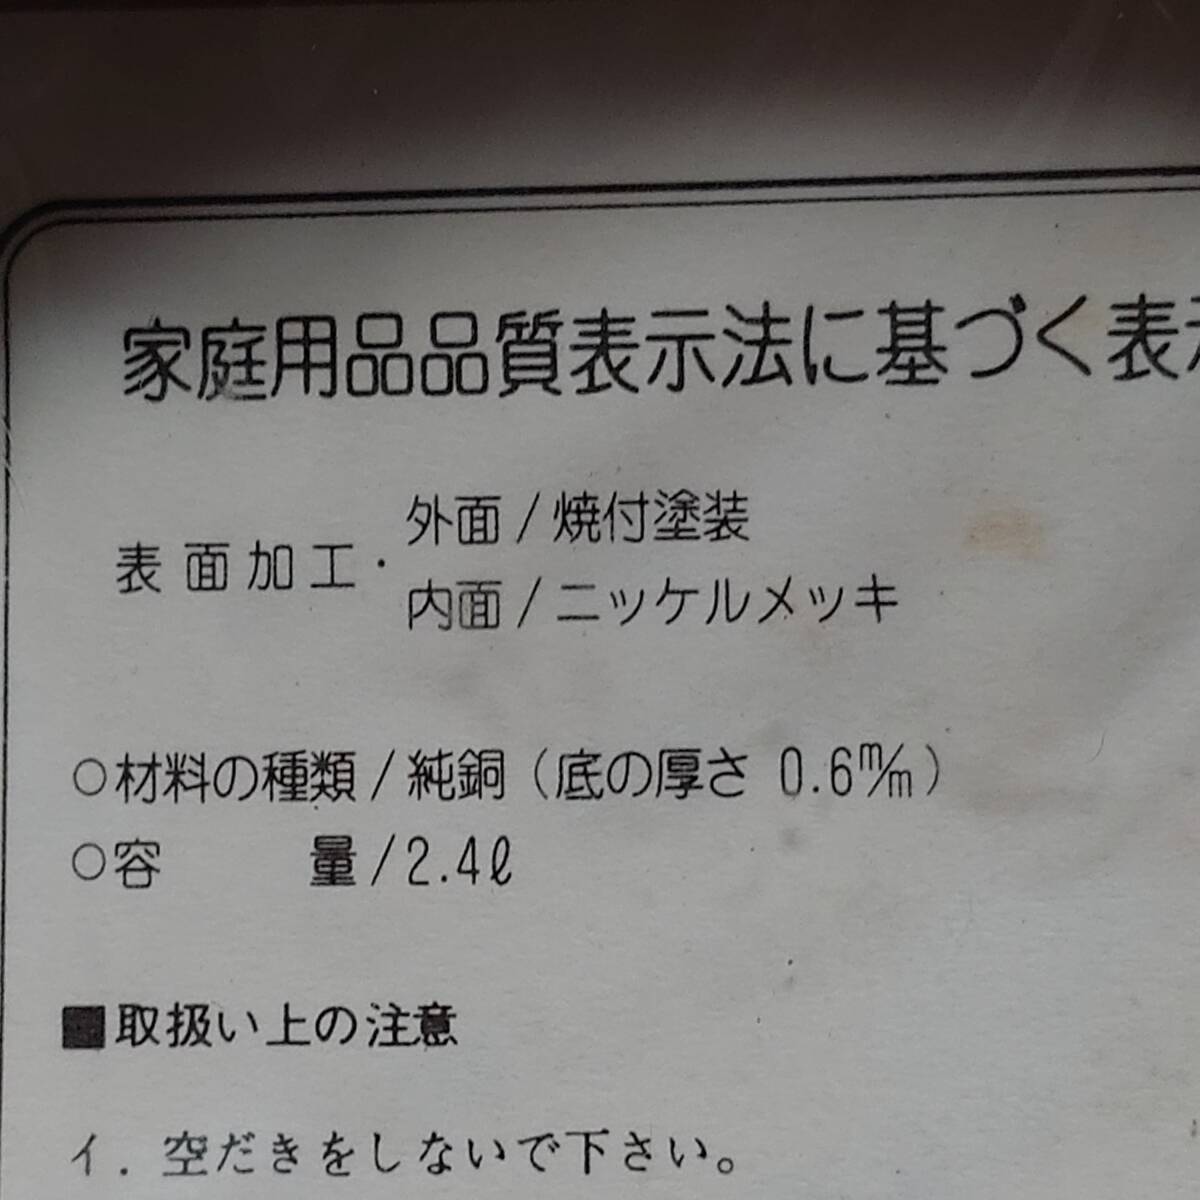 家庭用品品質表示法に基づく表
表面加工・
外面/焼付塗装
内面/ニッケルメッキ
○材料の種類/純銅（底の厚さ 0.6m/m）
○容 量/2.4ℓ
■取扱い上の注意
イ. 空だきをしないで下さい。